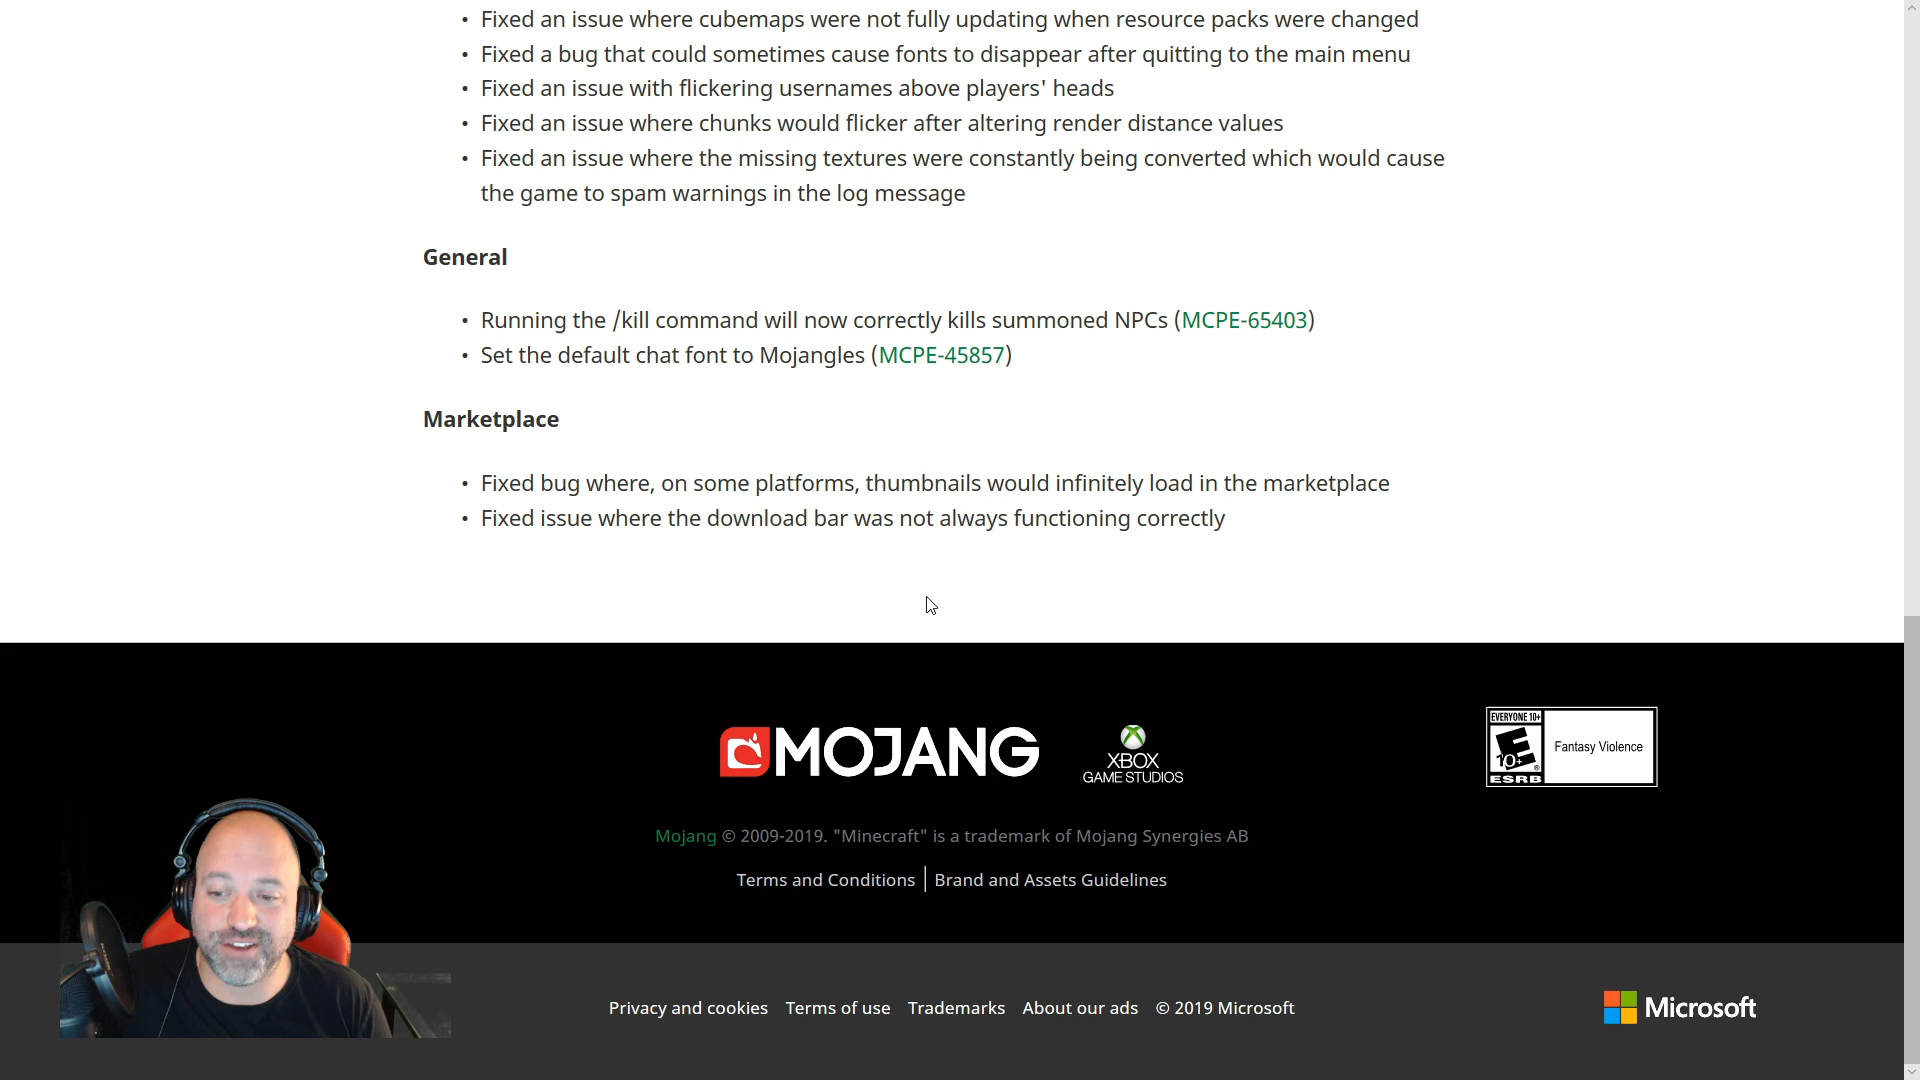 • Fixed an issue where cubemaps were not fully updating when resource packs were changed
• Fixed a bug that could sometimes cause fonts to disappear after quitting to the main menu
• Fixed an issue with flickering usernames above players' heads
• Fixed an issue where chunks would flicker after altering render distance values
• Fixed an issue where the missing textures were constantly being converted which would cause
the game to spam warnings in the log message
General
• Running the /kill command will now correctly kills summoned NPCs (MCPE-65403)
• Set the default chat font to Mojangles (MCPE-45857)
Marketplace
• Fixed bug where, on some platforms, thumbnails would infinitely load in the marketplace
• Fixed issue where the download bar was not always functioning correctly
MOJANG
XBOX
GAME STUDIOS
EVERYONE 10+
E
10+
ESRB
Fantasy Violence
Mojang © 2009-2019. "Minecraft" is a trademark of Mojang Synergies AB
Terms and Conditions | Brand and Assets Guidelines
Privacy and cookies Terms of use Trademarks About our ads © 2019 Microsoft
Microsoft